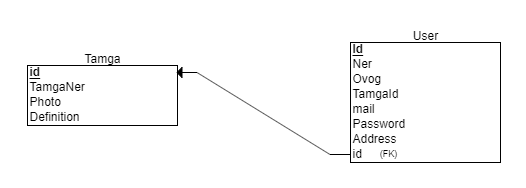 Tamga
id
TamgaNer
Photo
Definition
User
Id
Ner
Ovog
TamgaId
mail
Password
Address
id (FK)